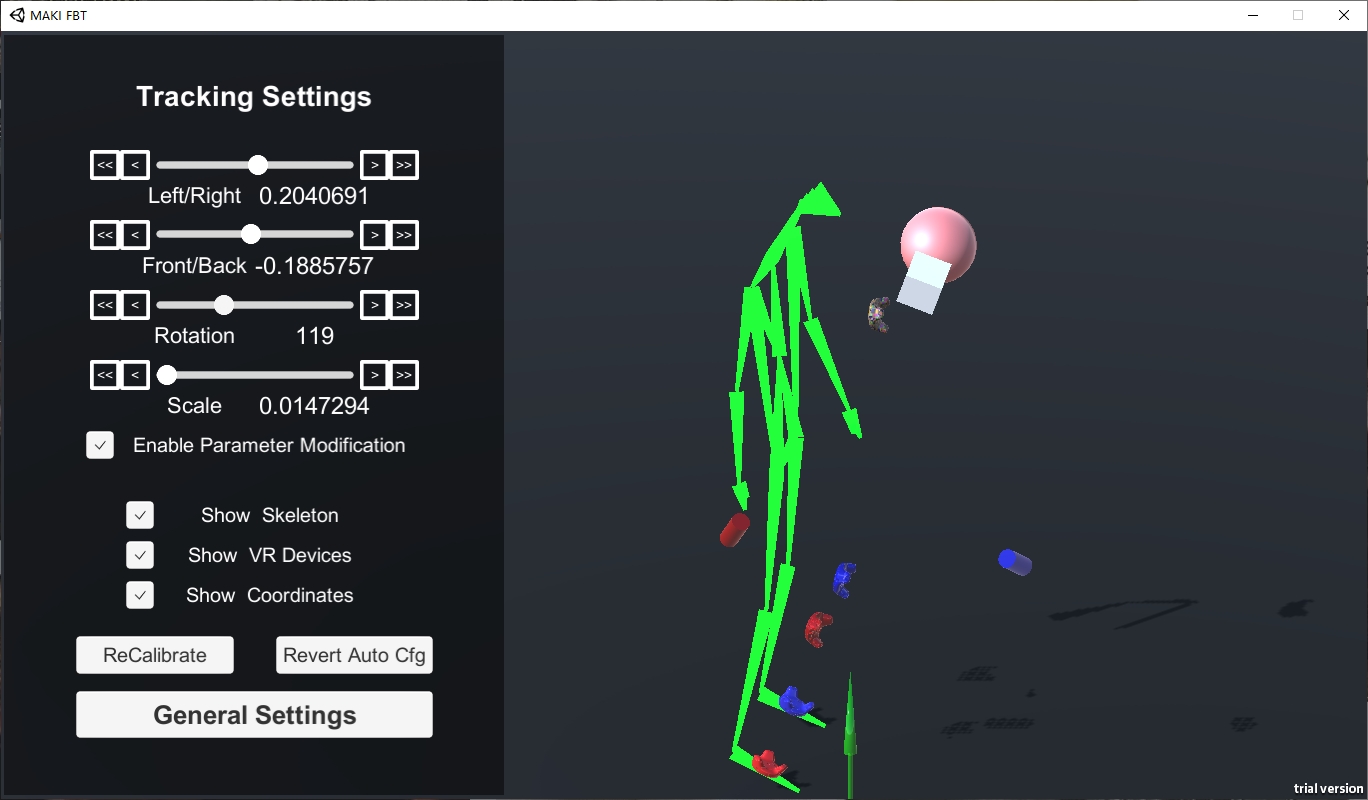 MAKI FBT
Tracking Settings
<< < > >>
Left/Right 0.2040691
<< < > >>
Front/Back -0.1885757
<< < > >>
Rotation 119
<< < > >>
Scale 0.0147294
Enable Parameter Modification
Show Skeleton
Show VR Devices
Show Coordinates
ReCalibrate Revert Auto Cfg
General Settings
trial version